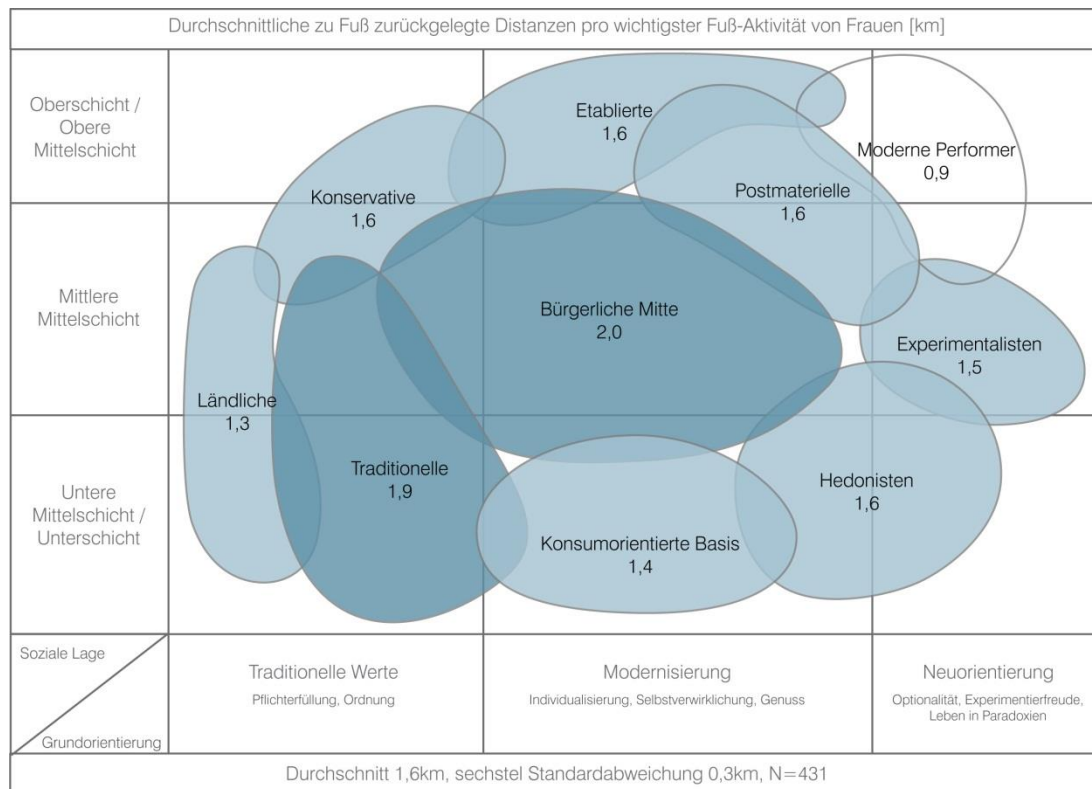 Durchschnittliche zu Fuß zurückgelegte Distanzen pro wichtigster Fuß-Aktivität von Frauen [km]
Oberschicht /
Obere
Mittelschicht
Etablierte
1,6
Moderne Performer
0,9
Konservative
1,6
Postmaterielle
1,6
Mittlere
Mittelschicht
Bürgerliche Mitte
2,0
Experimentalisten
1,5
Ländliche
1,3
Traditionelle
1,9
Hedonisten
1,6
Untere
Mittelschicht /
Unterschicht
Konsumorientierte Basis
1,4
Soziale Lage
Grundorientierung
Traditionelle Werte
Pflichterfüllung, Ordnung
Modernisierung
Individualisierung, Selbstverwirklichung, Genuss
Neuorientierung
Optionalität, Experimentierfreude,
Leben in Paradoxien
Durchschnitt 1,6km, sechstel Standardabweichung 0,3km, N=431